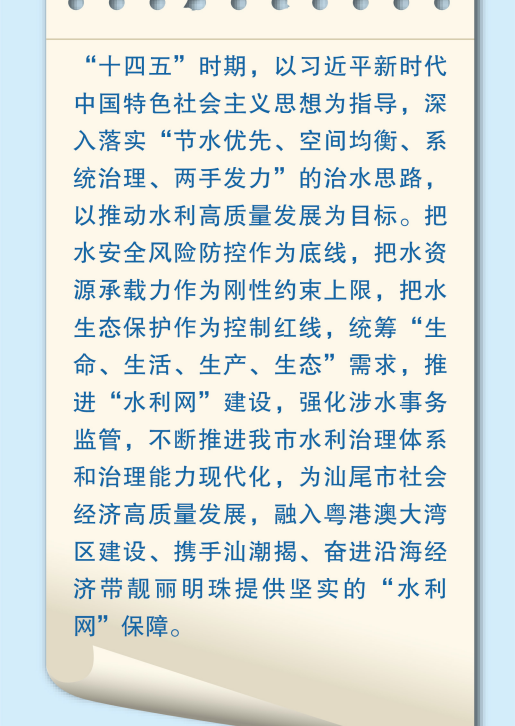 “十四五”时期，以习近平新时代
中国特色社会主义思想为指导，深
入落实“节水优先、空间均衡、系
统治理、两手发力”的治水思路，
以推动水利高质量发展为目标。把
水安全风险防控作为底线，把水资
源承载力作为刚性约束上限，把水
生态保护作为控制红线，统筹“生
命、生活、生产、生态”需求，推
进“水利网”建设，强化涉水事务
监管，不断推进我市水利治理体系
和治理能力现代化，为汕尾市社会
经济高质量发展，融入粤港澳大湾
区建设、携手汕潮揭、奋进沿海经
济带靓丽明珠提供坚实的“水利
网”保障。